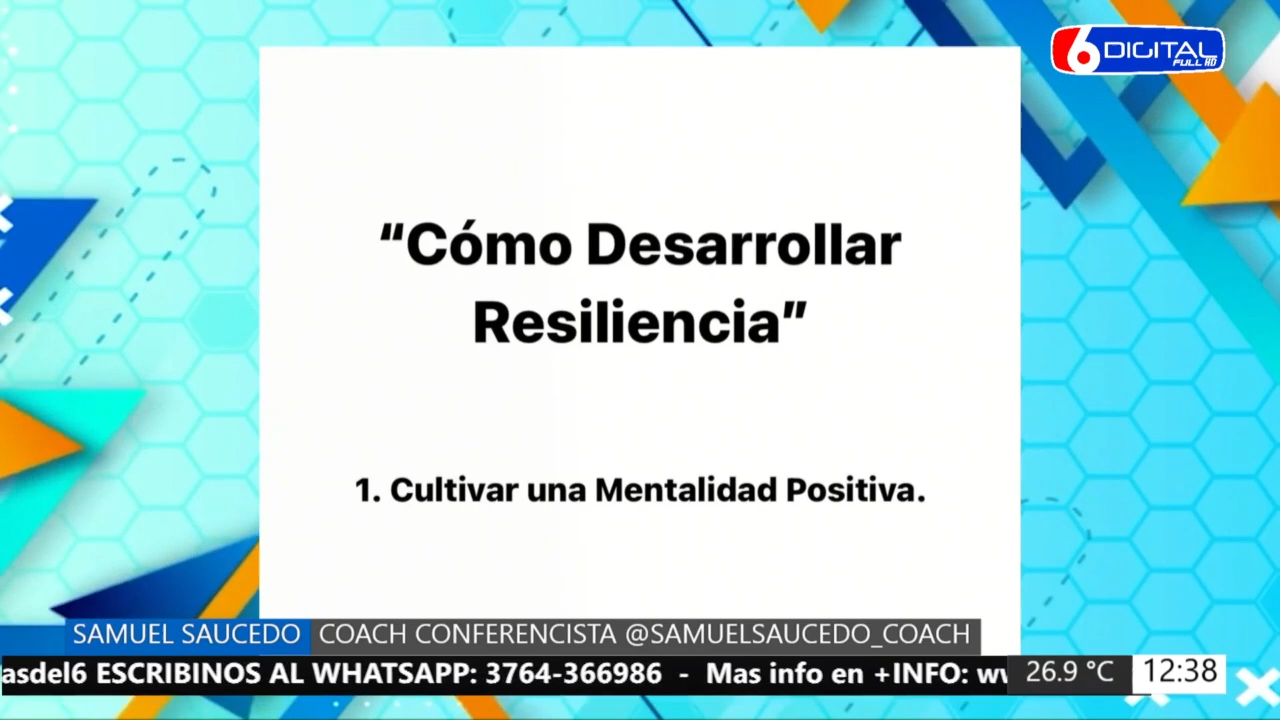 6 DIGITAL
FULL HD
“Cómo Desarrollar
Resiliencia”
1. Cultivar una Mentalidad Positiva.
SAMUEL SAUCEDO COACH CONFERENCISTA @SAMUELSAUCEDO_COACH
asdel6 ESCRIBINOS AL WHATSAPP: 3764-366986 - Mas info en +INFO: 26.9 °C 12:38